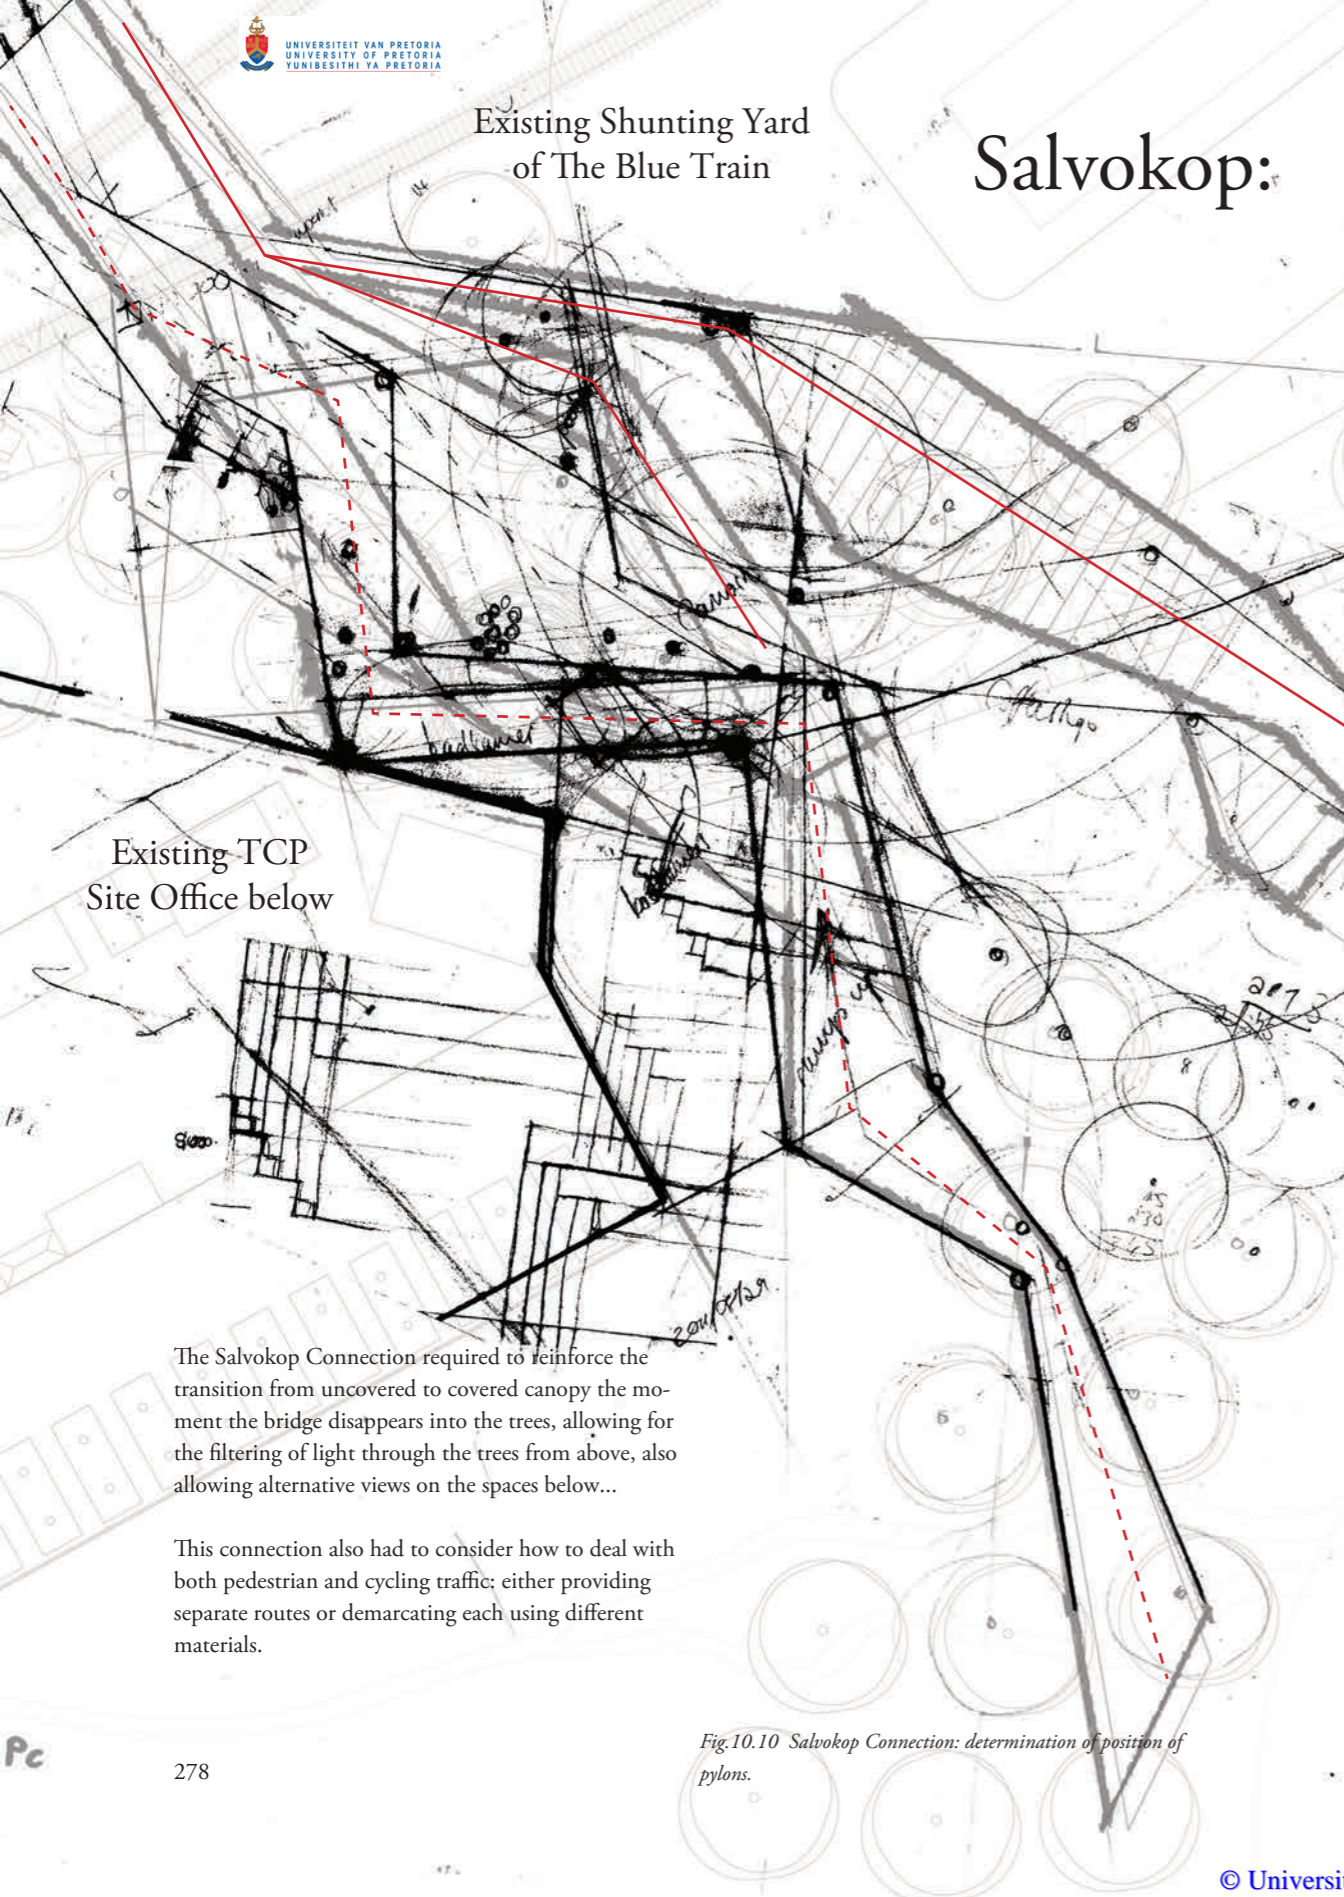 UNIVERSITEIT VAN PRETORIA
UNIVERSITY OF PRETORIA
YUNIBESITHI YA PRETORIA
Existing Shunting Yard
of The Blue Train
Salvokop:
Existing TCP
Site Office below
ramps up
The Salvokop Connection required to reinforce the
transition from uncovered to covered canopy the mo-
ment the bridge disappears into the trees, allowing for
the filtering of light through the trees from above, also
allowing alternative views on the spaces below...
This connection also had to consider how to deal with
both pedestrian and cycling traffic: either providing
separate routes or demarcating each using different
materials.
Fig.10.10 Salvokop Connection: determination of position of
pylons.
Pc
278
© Universi